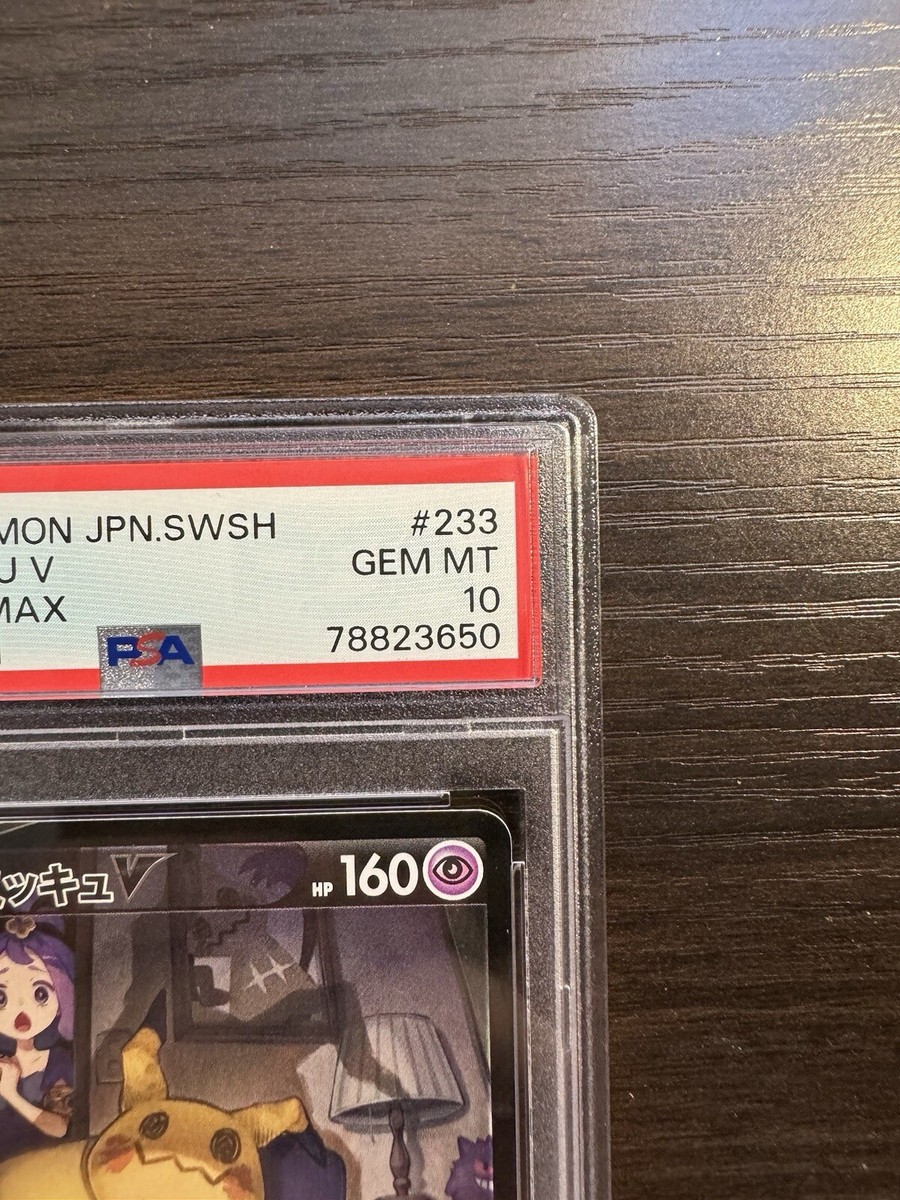 MON JPN.SWSH #233
U V GEM MT
MAX 10
78823650
PSA
ッキュV HP 160